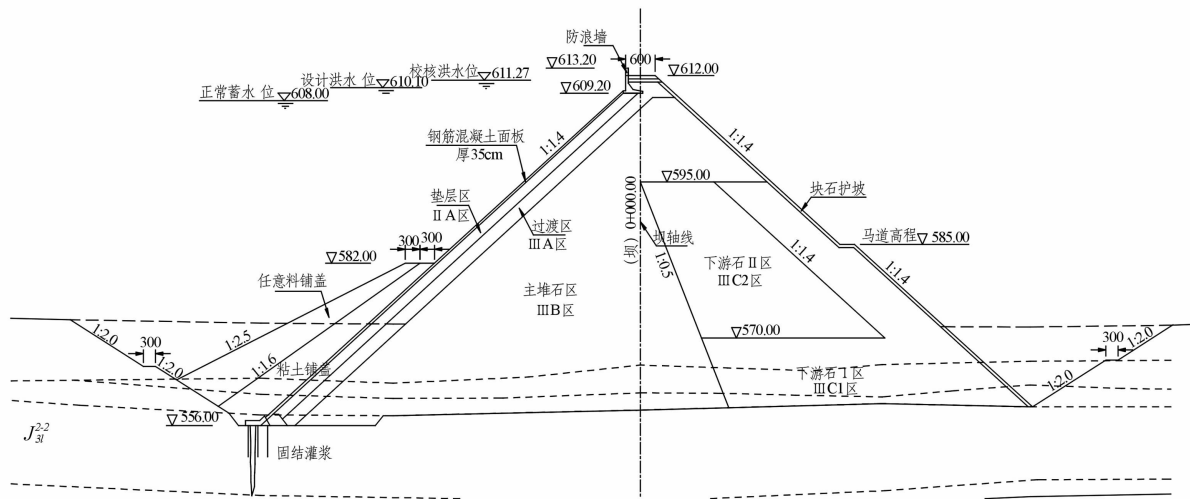 防浪墙
▽613.20
600
校核洪水位
▽611.27
▽612.00
设计洪水 位
▽610.10
正常蓄水 位
▽608.00
▽609.20
钢筋混凝土面板
厚35cm
1:1.4
1:1.4
▽595.00
垫层区
ⅡA区
(坝) 0+000.00
块石护坡
过渡区
ⅢA区
300
300
坝轴线
马道高程
▽585.00
▽582.00
1:0.5
下游石Ⅱ区
ⅢC2区
1:1.4
1:1.4
任意料铺盖
主堆石区
ⅢB区
1:2.0
300
1:2.5
▽570.00
300
1:2.0
1:2.0
1:1.6
粘土铺盖
下游石Ⅰ区
ⅢC1区
1:2.0
▽556.00
J 2-2 3l
固结灌浆